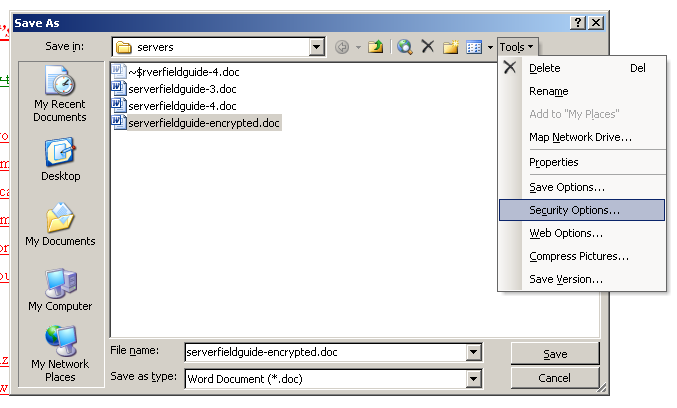 Save As
Save in:
servers
Tools
~$rverfieldguide-4.doc
serverfieldguide-3.doc
serverfieldguide-4.doc
serverfieldguide-encrypted.doc
My Recent
Documents
Desktop
My Documents
My Computer
My Network
Places
Delete Del
Rename
Add to "My Places"
Map Network Drive...
Properties
Save Options...
Security Options...
Web Options...
Compress Pictures...
Save Version...
File name:
serverfieldguide-encrypted.doc
Save
Save as type:
Word Document (*.doc)
Cancel